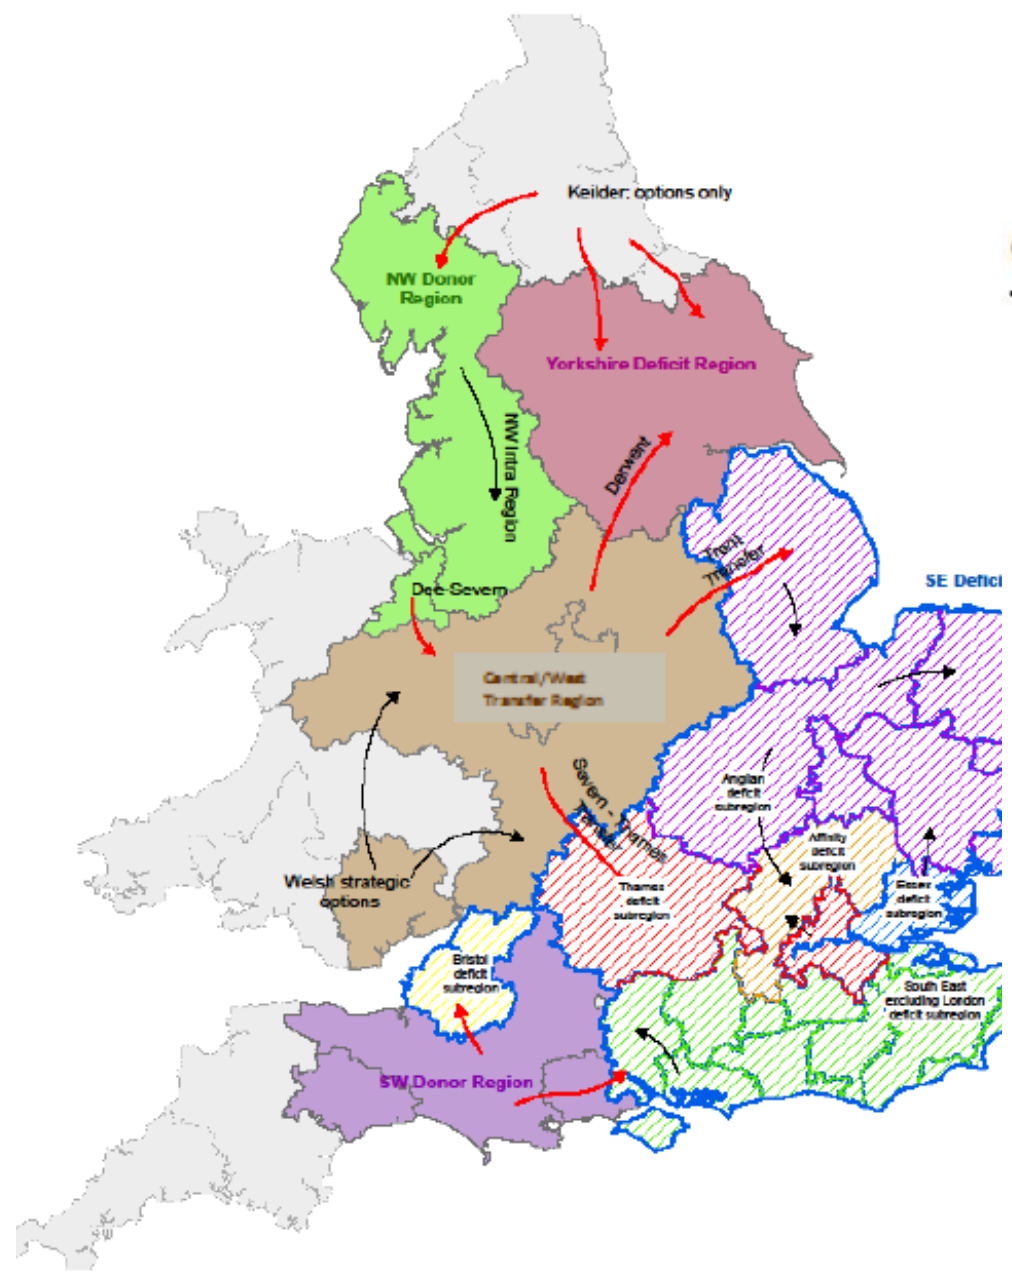 Keilder: options only
NW Donor
Region
Yorkshire Deficit Region
NW Intra Region
Derwent
Trent
Transfer
SE Defici
Dee-Severn
Central/West
Transfer Region
Severn - Thames
Transfer
Anglian
deficit
subregion
Affinity
deficit
subregion
Welsh strategic
options
Thames
deficit
subregion
Essex
deficit
subregion
Bristol
deficit
subregion
South East
excluding London
deficit subregion
SW Donor Region